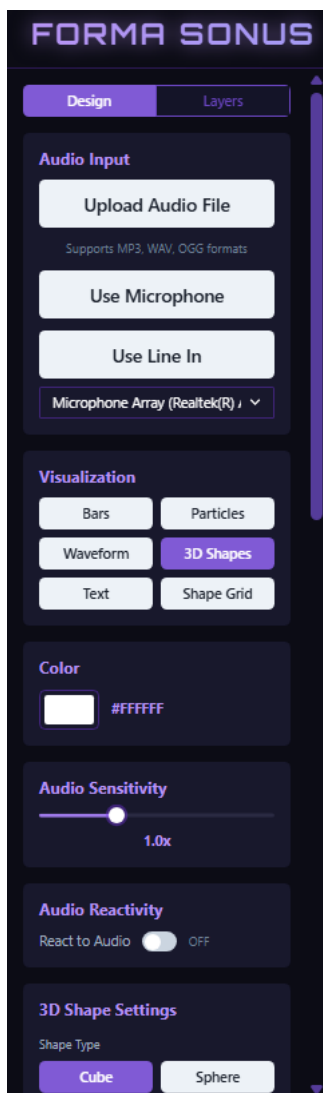 FORMA SONUS
Design Layers
Audio Input
Upload Audio File
Supports MP3, WAV, OGG formats
Use Microphone
Use Line In
Microphone Array (Realtek(R)
Visualization
Bars Particles
Waveform 3D Shapes
Text Shape Grid
Color
#FFFFFF
Audio Sensitivity
1.0x
Audio Reactivity
React to Audio OFF
3D Shape Settings
Shape Type
Cube Sphere